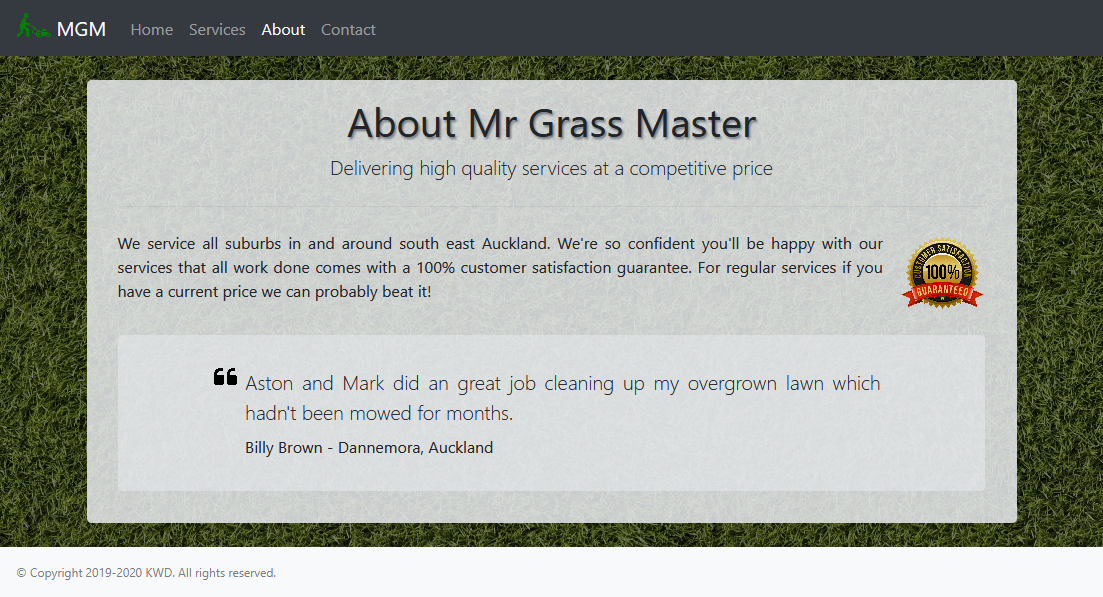 MGM Home Services About Contact
About Mr Grass Master
Delivering high quality services at a competitive price
We service all suburbs in and around south east Auckland. We're so confident you'll be happy with our
services that all work done comes with a 100% customer satisfaction guarantee. For regular services if you
have a current price we can probably beat it!
CUSTOMER SATISFACTION
100%
GUARANTEED
Aston and Mark did an great job cleaning up my overgrown lawn which
hadn't been mowed for months.
Billy Brown - Dannemora, Auckland
© Copyright 2019-2020 KWD. All rights reserved.